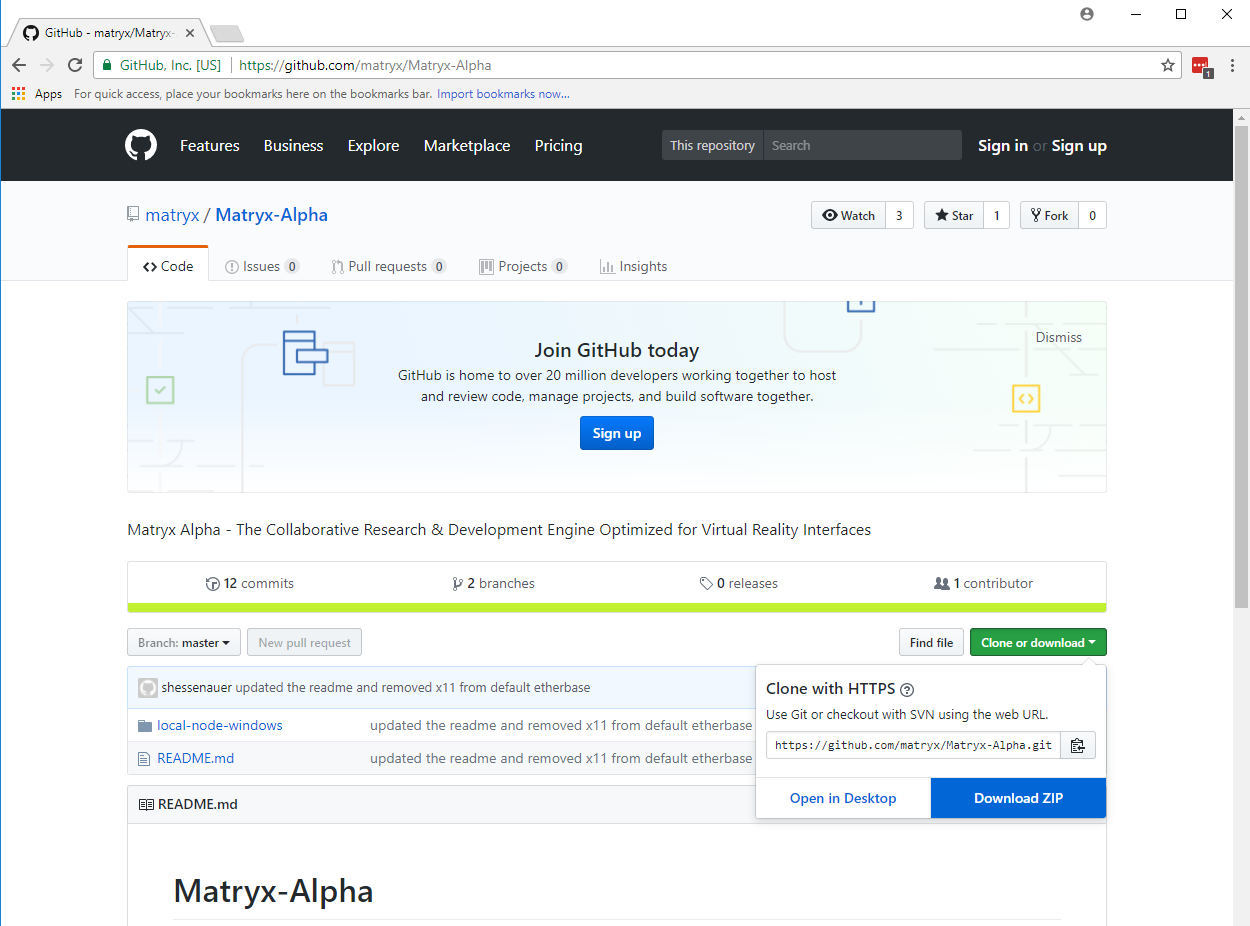 GitHub - matryx/Matryx-
GitHub, Inc. [US] https://github.com/matryx/Matryx-Alpha
1
Apps For quick access, place your bookmarks here on the bookmarks bar. Import bookmarks now...
Features Business Explore Marketplace Pricing This repository Search Sign in or Sign up
matryx / Matryx-Alpha Watch 3 Star 1 Fork 0
Code Issues 0 Pull requests 0 Projects 0 Insights
Dismiss
Join GitHub today
GitHub is home to over 20 million developers working together to host
and review code, manage projects, and build software together.
Sign up
Matryx Alpha - The Collaborative Research & Development Engine Optimized for Virtual Reality Interfaces
12 commits 2 branches 0 releases 1 contributor
Branch: master New pull request Find file Clone or download
shessenauer updated the readme and removed x11 from default etherbase
local-node-windows updated the readme and removed x11 from default etherbase
README.md updated the readme and removed x11 from default etherbase
Clone with HTTPS ?
Use Git or checkout with SVN using the web URL.
https://github.com/matryx/Matryx-Alpha.git
Open in Desktop Download ZIP
README.md
Matryx-Alpha